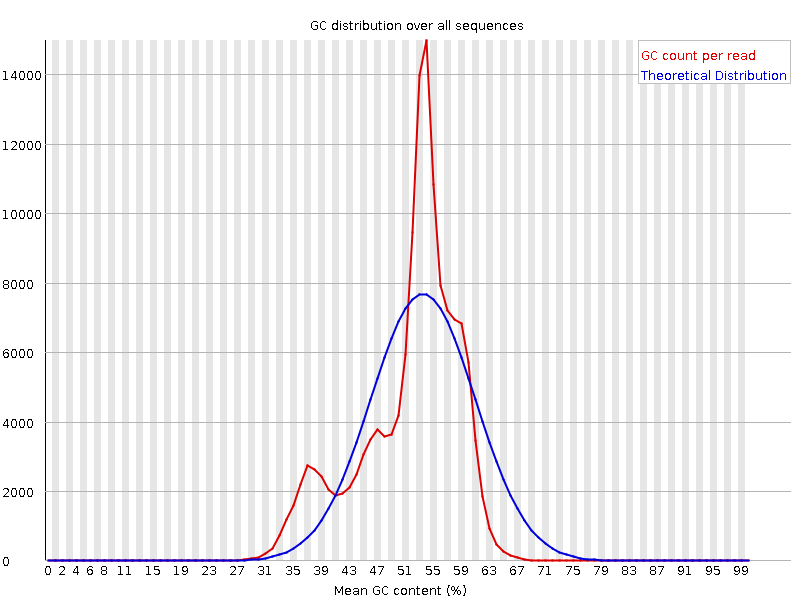 GC distribution over all sequences
GC count per read
Theoretical Distribution
14000
12000
10000
8000
6000
4000
2000
0
0 2 4 6 8 11 15 19 23 27 31 35 39 43 47 51 55 59 63 67 71 75 79 83 87 91 95 99
Mean GC content (%)